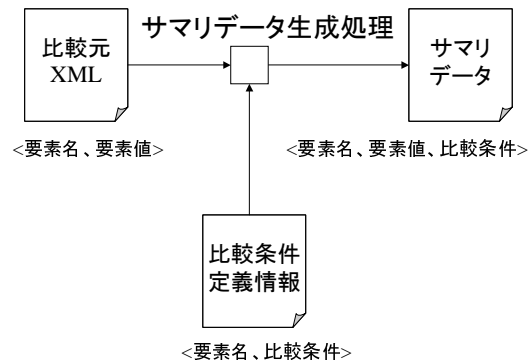 サマリデータ生成処理
比較元
XML
サマリ
データ
<要素名、要素値>
<要素名、要素値、比較条件>
比較条件
定義情報
<要素名、比較条件>